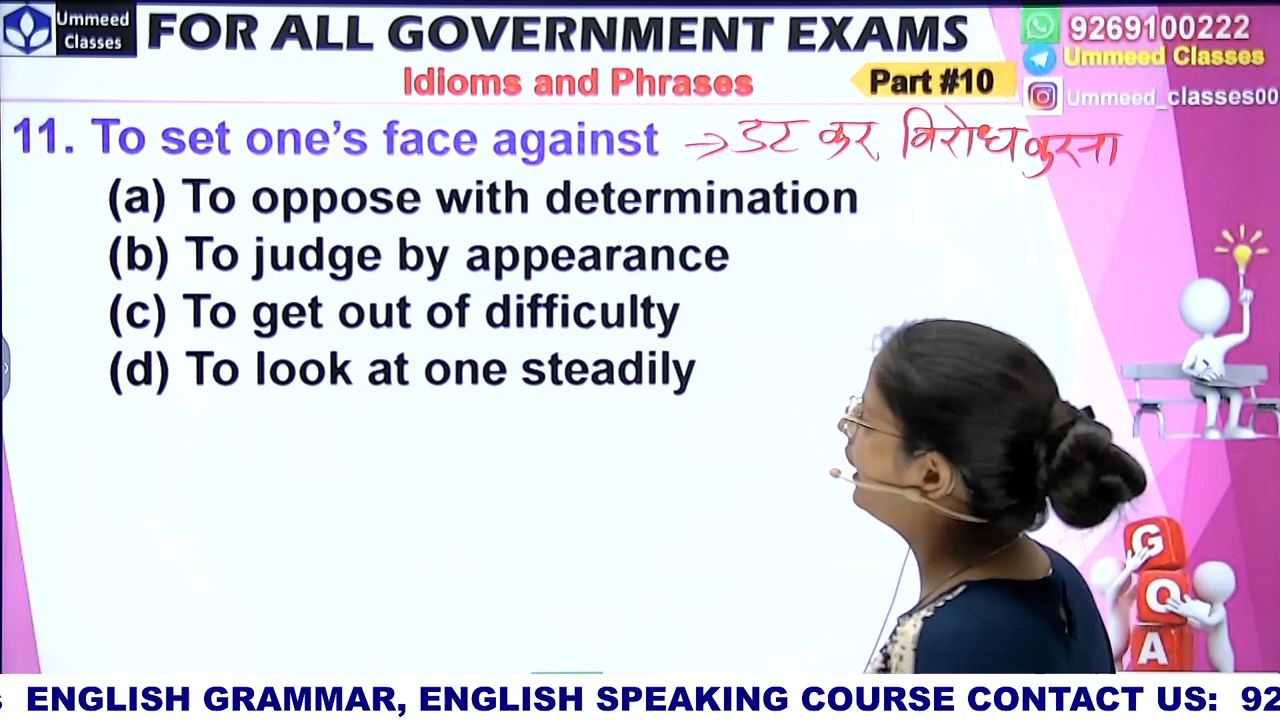 Ummeed
Classes
FOR ALL GOVERNMENT EXAMS
9269100222
Idioms and Phrases
Part #10
Ummeed Classes
Ummeed_classes00
11. To set one's face against → डट कर विरोध करना
(a) To oppose with determination
(b) To judge by appearance
(c) To get out of difficulty
(d) To look at one steadily
G
Q
A
ENGLISH GRAMMAR, ENGLISH SPEAKING COURSE CONTACT US: 92